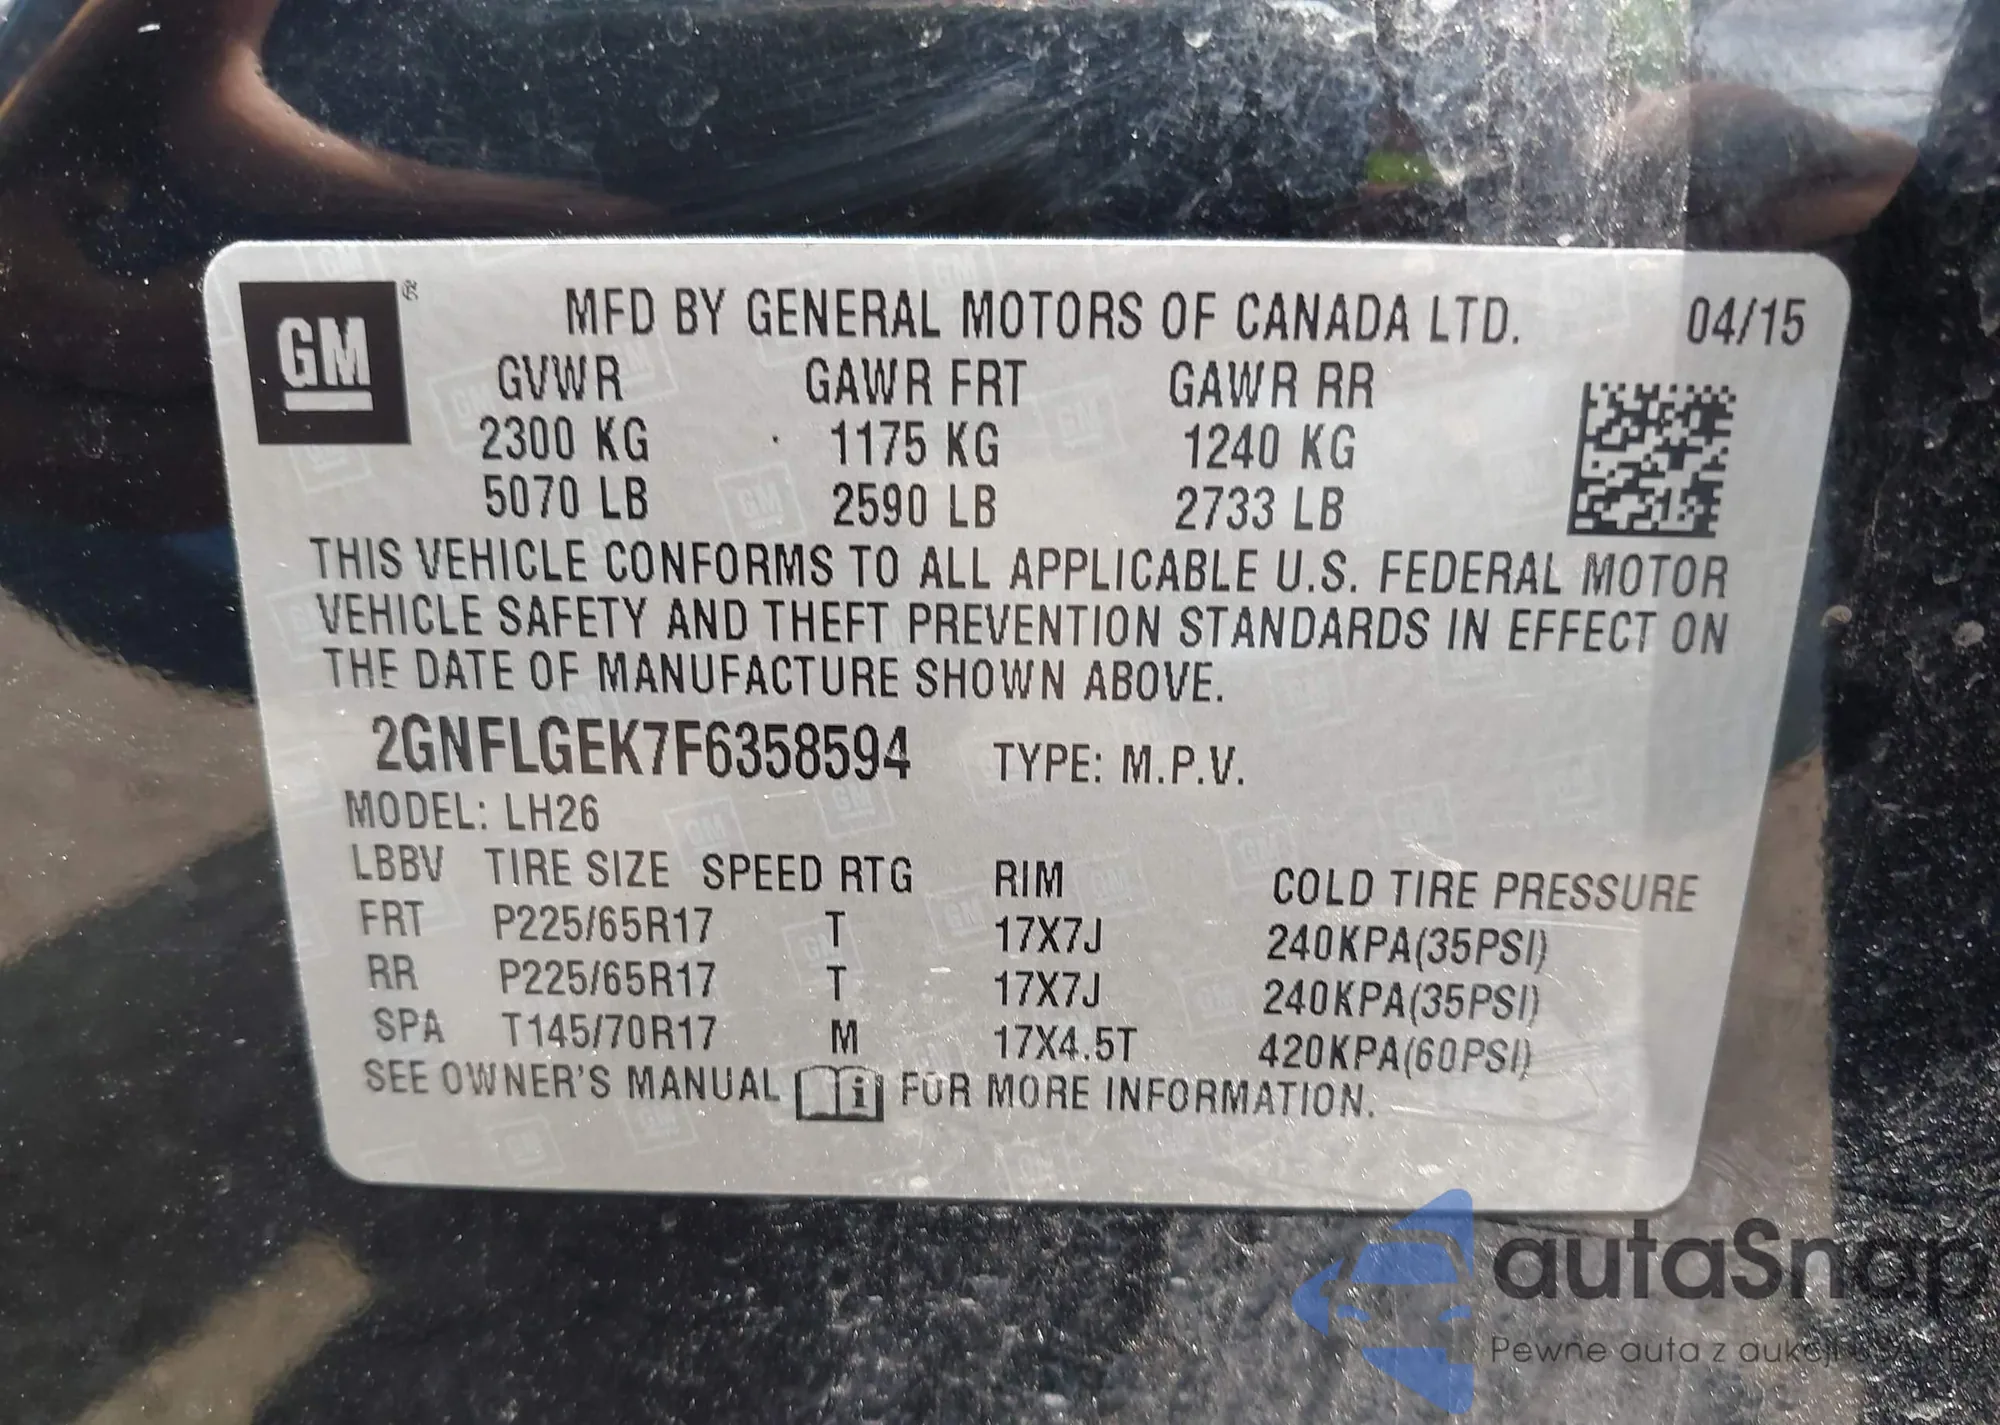 GM ®
MFD BY GENERAL MOTORS OF CANADA LTD. 04/15
GVWR GAWR FRT GAWR RR
2300 KG 1175 KG 1240 KG
5070 LB 2590 LB 2733 LB
THIS VEHICLE CONFORMS TO ALL APPLICABLE U.S. FEDERAL MOTOR
VEHICLE SAFETY AND THEFT PREVENTION STANDARDS IN EFFECT ON
THE DATE OF MANUFACTURE SHOWN ABOVE.
2GNFLGEK7F6358594 TYPE: M.P.V.
MODEL: LH26
LBBV TIRE SIZE SPEED RTG RIM COLD TIRE PRESSURE
FRT P225/65R17 T 17X7J 240KPA(35PSI)
RR P225/65R17 T 17X7J 240KPA(35PSI)
SPA T145/70R17 M 17X4.5T 420KPA(60PSI)
SEE OWNER'S MANUAL i FOR MORE INFORMATION.
autaSnap
Pewne auta z aukcji